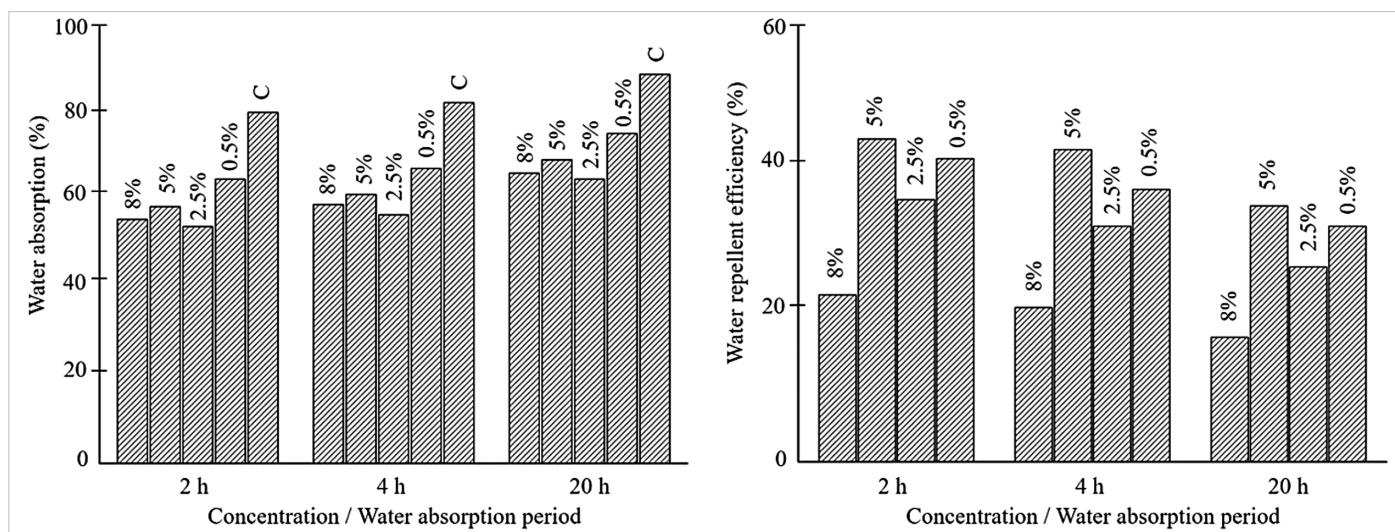 Water absorption (%)
100
80
60
40
20
0
8%
5%
2.5%
0.5%
C
8%
5%
2.5%
0.5%
C
8%
5%
2.5%
0.5%
C
2 h
4 h
20 h
Concentration / Water absorption period
Water repellent efficiency (%)
60
40
20
0
8%
5%
2.5%
0.5%
8%
5%
2.5%
0.5%
8%
5%
2.5%
0.5%
2 h
4 h
20 h
Concentration / Water absorption period